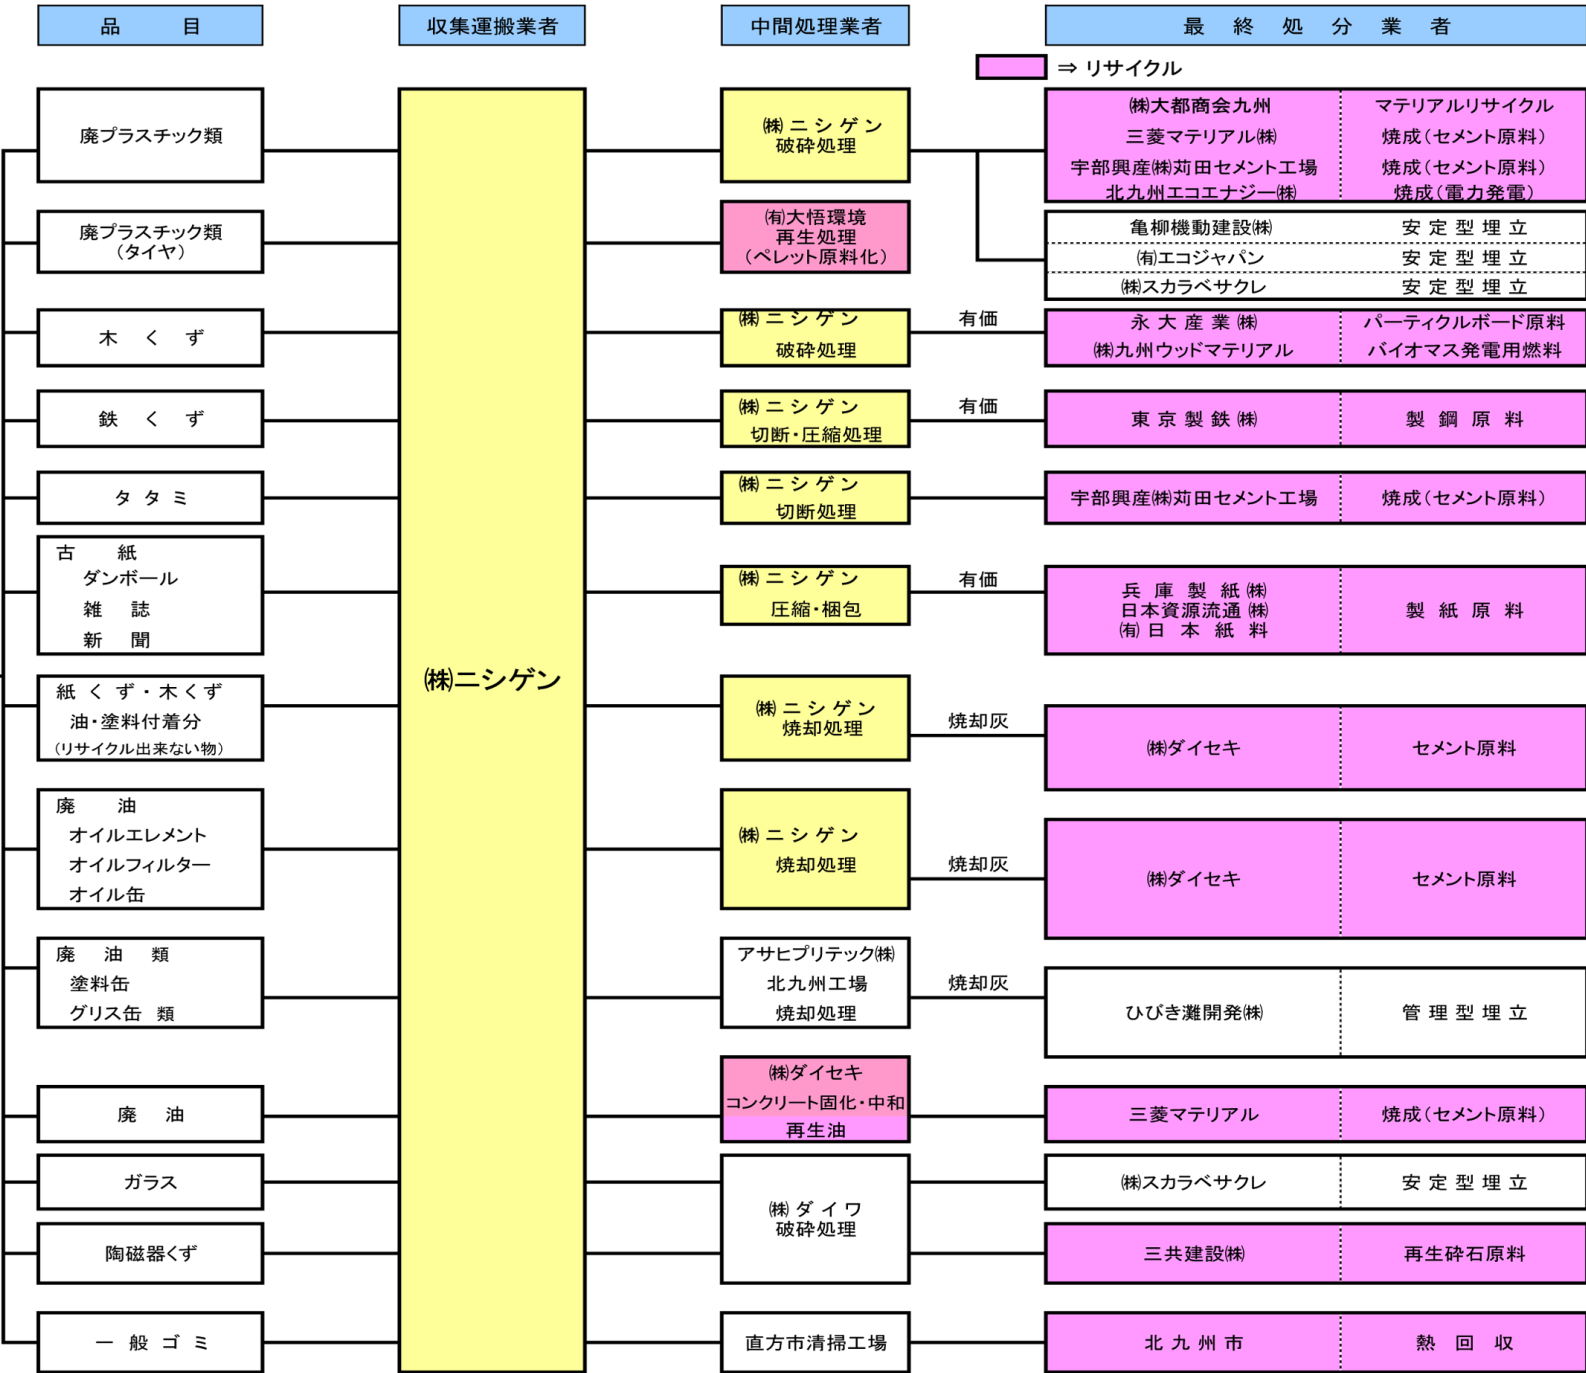 品 目
収集運搬業者
中間処理業者
最 終 処 分 業 者
⇒ リサイクル
廃プラスチック類
㈱ ニ シ ゲ ン
破砕処理
㈱大都商会九州 マテリアルリサイクル
三菱マテリアル㈱ 焼成(セメント原料)
宇部興産㈱苅田セメント工場 焼成(セメント原料)
北九州エコエナジー㈱ 焼成(電力発電)
亀柳機動建設㈱ 安 定 型 埋 立
㈲エコジャパン 安 定 型 埋 立
㈱スカラベサクレ 安 定 型 埋 立
廃プラスチック類
(タイヤ)
㈲大悟環境
再生処理
(ペレット原料化)
木 く ず
㈱ ニ シ ゲ ン
破砕処理
有価
永 大 産 業 ㈱ パーティクルボード原料
㈱九州ウッドマテリアル バイオマス発電用燃料
鉄 く ず
㈱ ニ シ ゲ ン
切断・圧縮処理
有価
東 京 製 鉄 ㈱ 製 鋼 原 料
タ タ ミ
㈱ ニ シ ゲ ン
切断処理
宇部興産㈱苅田セメント工場 焼成(セメント原料)
古 紙
ダンボール
雑 誌
新 聞
㈱ ニ シ ゲ ン
圧縮・梱包
有価
兵 庫 製 紙 ㈱
日本資源流通 ㈱
㈲ 日 本 紙 料
製 紙 原 料
㈱ニシゲン
紙 く ず ・ 木 く ず
油・塗料付着分
(リサイクル出来ない物)
㈱ ニ シ ゲ ン
焼却処理
焼却灰
㈱ダイセキ セメント原料
廃 油
オイルエレメント
オイルフィルター
オイル缶
㈱ ニ シ ゲ ン
焼却処理
焼却灰
㈱ダイセキ セメント原料
廃 油 類
塗料缶
グリス缶 類
アサヒプリテック㈱
北九州工場
焼却処理
焼却灰
ひびき灘開発㈱ 管 理 型 埋 立
廃 油
㈱ダイセキ
コンクリート固化・中和
再生油
三菱マテリアル 焼成(セメント原料)
ガラス
㈱ ダ イ ワ
破砕処理
㈱スカラベサクレ 安 定 型 埋 立
陶磁器くず
三共建設㈱ 再生砕石原料
一 般 ゴ ミ
直方市清掃工場
北 九 州 市 熱 回 収